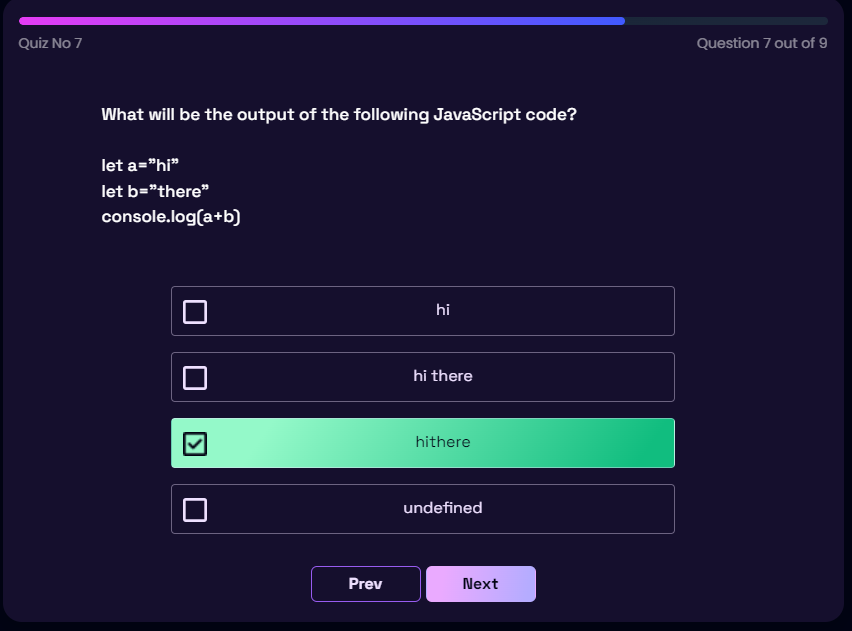 Quiz No 7
Question 7 out of 9
What will be the output of the following JavaScript code?
let a=”hi”
let b=”there”
console.log(a+b)
hi
hi there
hithere
undefined
Prev
Next